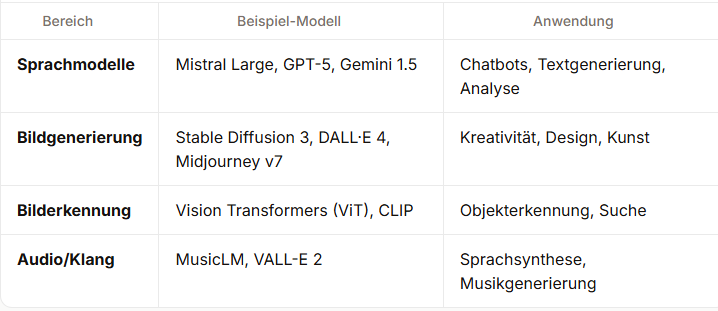 Bereich Beispiel-Modell Anwendung
Sprachmodelle Mistral Large, GPT-5, Gemini 1.5 Chatbots, Textgenerierung,
Analyse
Bildgenerierung Stable Diffusion 3, DALL·E 4, Kreativität, Design, Kunst
Midjourney v7
Bilderkennung Vision Transformers (ViT), CLIP Objekterkennung, Suche
Audio/Klang MusicLM, VALL-E 2 Sprachsynthese,
Musikgenerierung